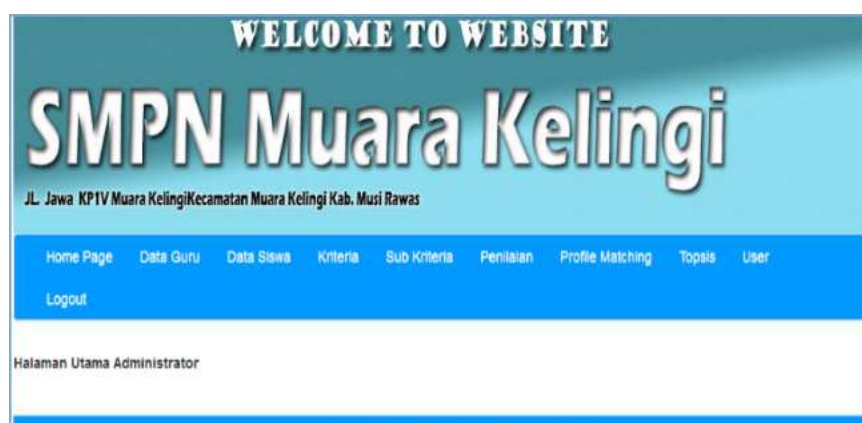 WELCOME TO WEBSITE
SMPN Muara Kelingi
JL. Jawa KP1V Muara KelingiKecamatan Muara Kelingi Kab. Musi Rawas
Home Page Data Guru Data Siswa Kriteria Sub Kriteria Penilaian Profile Matching Topsis User
Logout
Halaman Utama Administrator